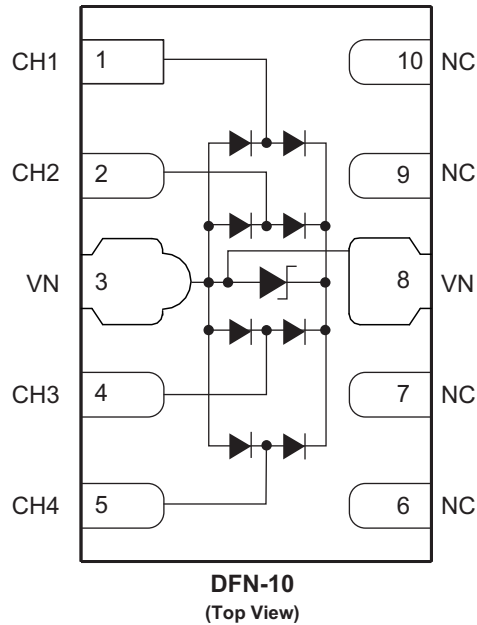 CH1 1 10 NC
CH2 2 9 NC
VN 3 8 VN
CH3 4 7 NC
CH4 5 6 NC
DFN-10
(Top View)